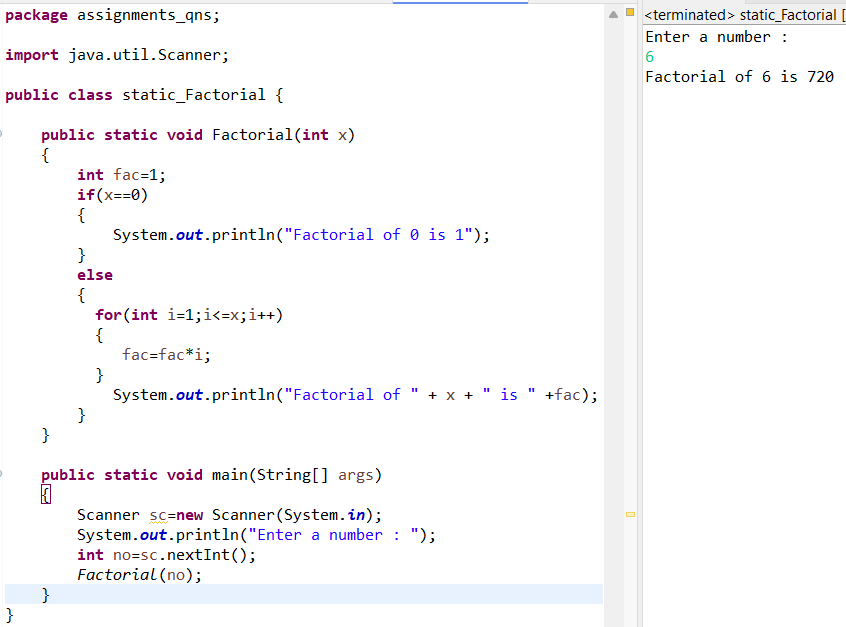 package assignments_qns;
import java.util.Scanner;
public class static_Factorial {
public static void Factorial(int x)
{
int fac=1;
if(x==0)
{
System.out.println("Factorial of 0 is 1");
}
else
{
for(int i=1;i<=x;i++)
{
fac=fac*i;
}
System.out.println("Factorial of " + x + " is " +fac);
}
}
public static void main(String[] args)
{
Scanner sc=new Scanner(System.in);
System.out.println("Enter a number : ");
int no=sc.nextInt();
Factorial(no);
}
}
<terminated> static_Factorial [
Enter a number :
6
Factorial of 6 is 720